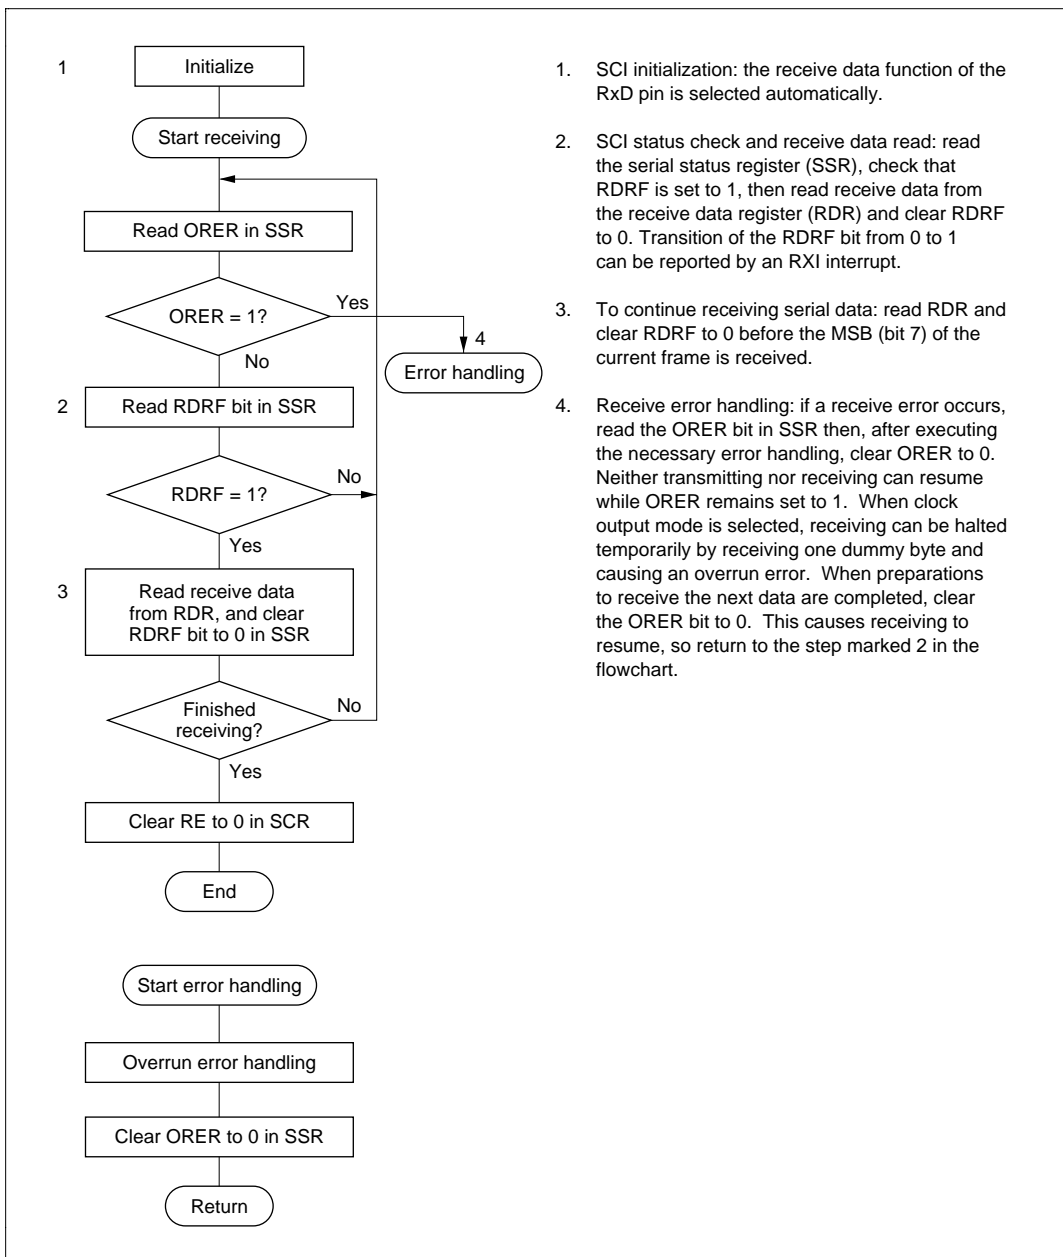 1
Initialize
Start receiving
Read ORER in SSR
ORER = 1?
Yes
No
4
Error handling
2
Read RDRF bit in SSR
RDRF = 1?
No
Yes
3
Read receive data
from RDR, and clear
RDRF bit to 0 in SSR
Finished
receiving?
No
Yes
Clear RE to 0 in SCR
End
Start error handling
Overrun error handling
Clear ORER to 0 in SSR
Return
1. SCI initialization: the receive data function of the
RxD pin is selected automatically.
2. SCI status check and receive data read: read
the serial status register (SSR), check that
RDRF is set to 1, then read receive data from
the receive data register (RDR) and clear RDRF
to 0. Transition of the RDRF bit from 0 to 1
can be reported by an RXI interrupt.
3. To continue receiving serial data: read RDR and
clear RDRF to 0 before the MSB (bit 7) of the
current frame is received.
4. Receive error handling: if a receive error occurs,
read the ORER bit in SSR then, after executing
the necessary error handling, clear ORER to 0.
Neither transmitting nor receiving can resume
while ORER remains set to 1. When clock
output mode is selected, receiving can be halted
temporarily by receiving one dummy byte and
causing an overrun error. When preparations
to receive the next data are completed, clear
the ORER bit to 0. This causes receiving to
resume, so return to the step marked 2 in the
flowchart.